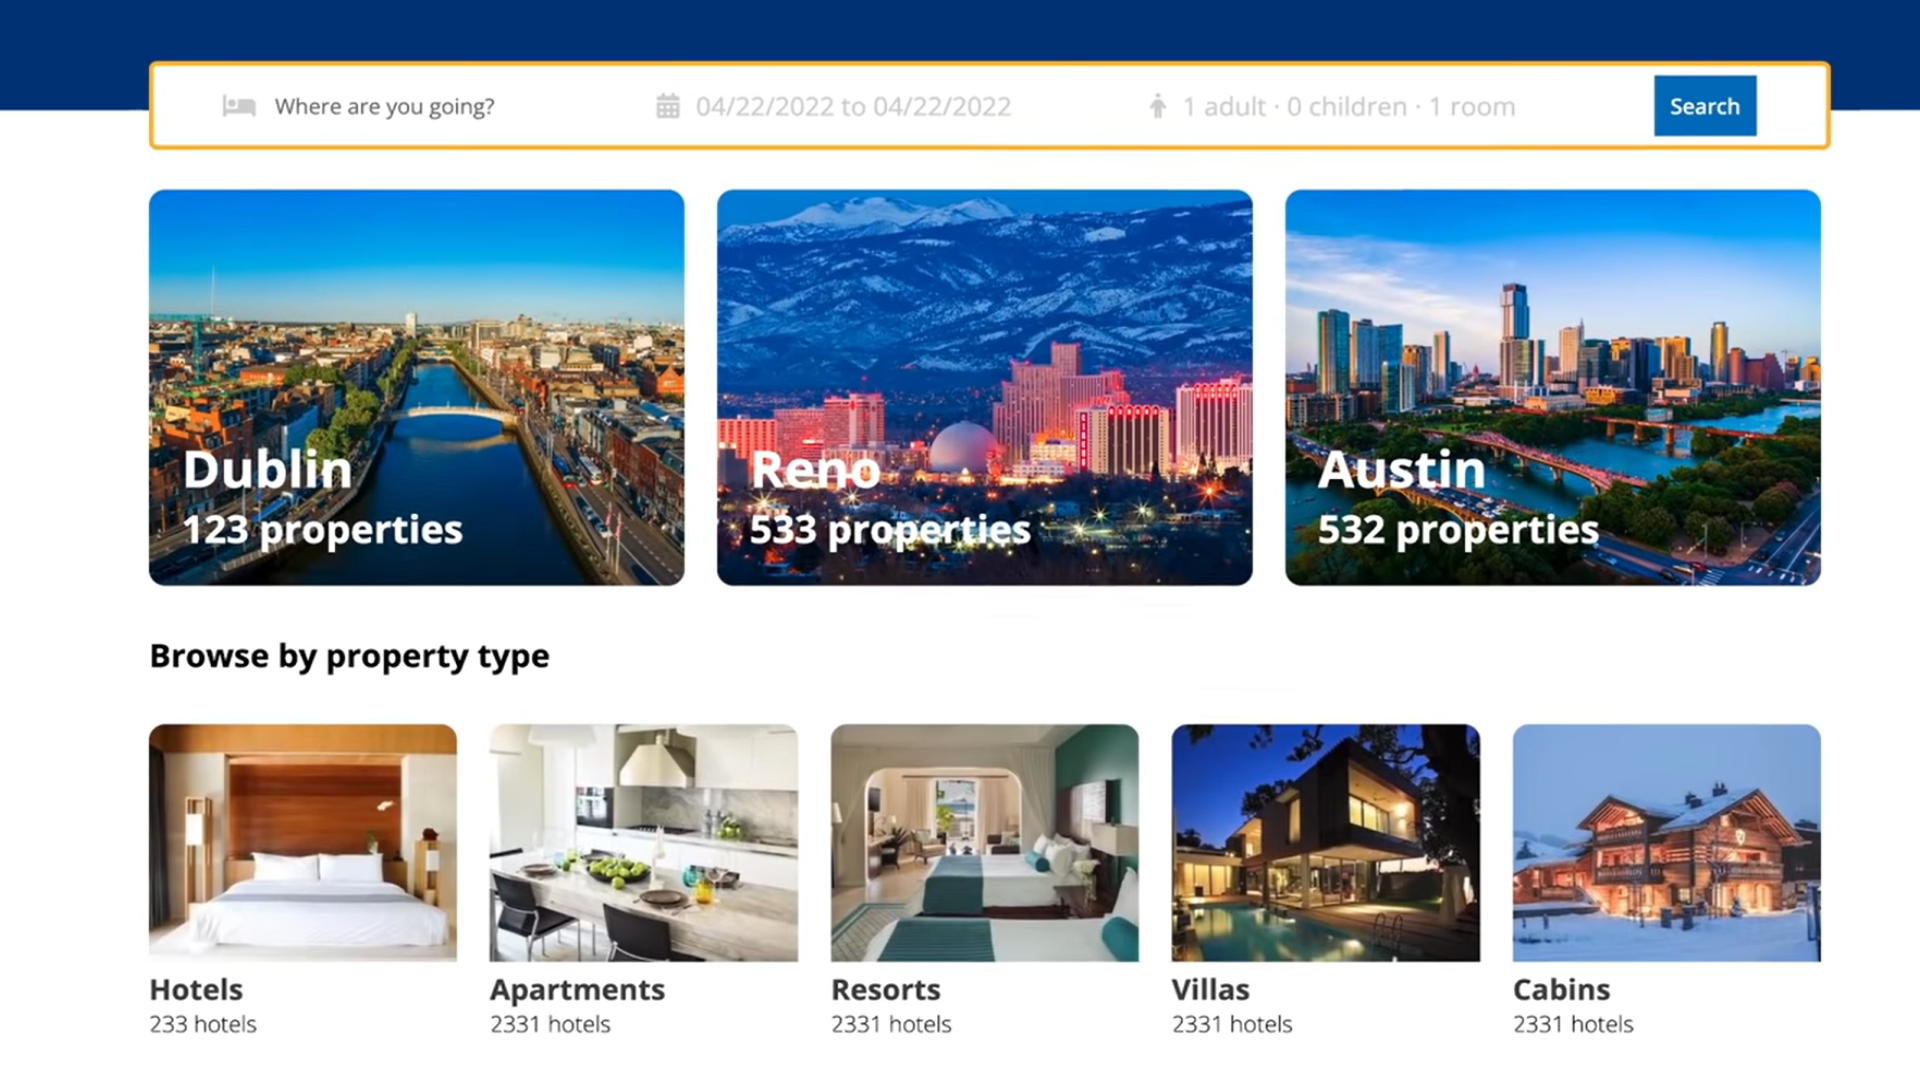 Where are you going?
04/22/2022 to 04/22/2022
1 adult · 0 children · 1 room
Search
Dublin
123 properties
Reno
533 properties
Austin
532 properties
Browse by property type
Hotels
233 hotels
Apartments
2331 hotels
Resorts
2331 hotels
Villas
2331 hotels
Cabins
2331 hotels